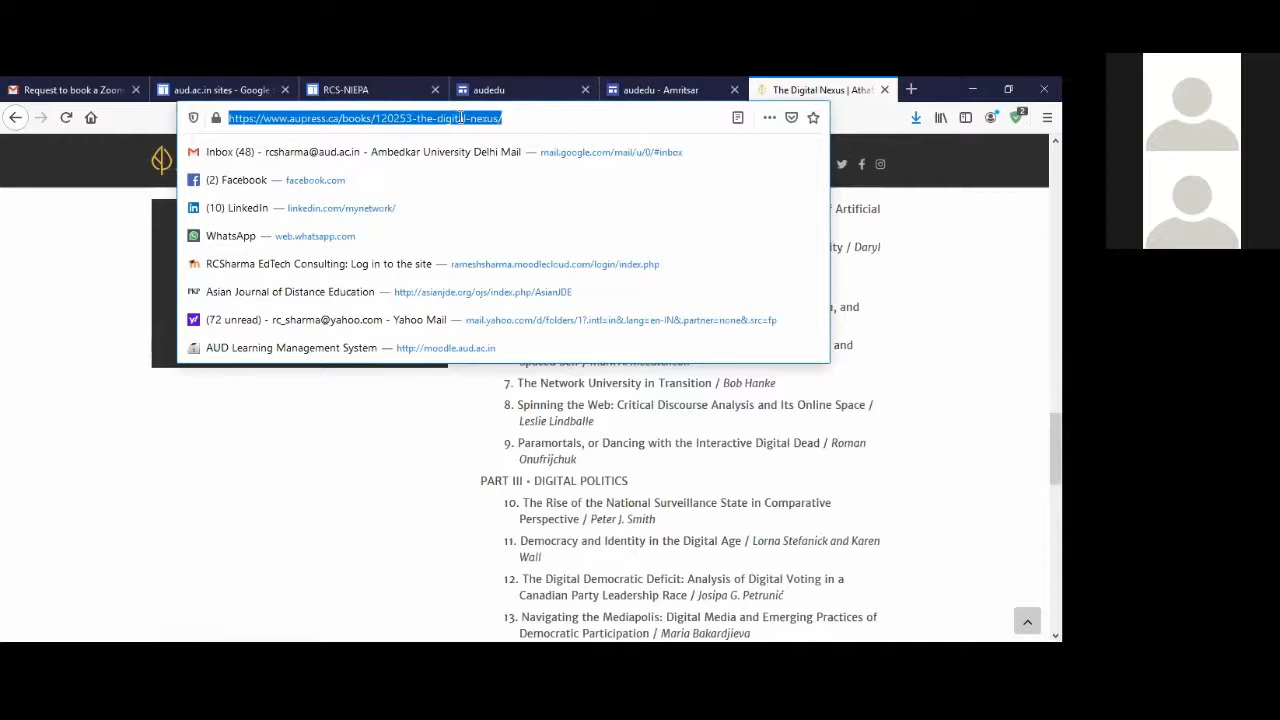 Request to book a Zoom
aud.ac.in sites - Google
RCS-NIEPA
audedu
audedu - Amritsar
The Digital Nexus | Atha
https://www.aupress.ca/books/120253-the-digital-nexus/
2
Inbox (48) - rcsharma@aud.ac.in - Ambedkar University Delhi Mail — mail.google.com/mail/u/0/#inbox
(2) Facebook — facebook.com
(10) LinkedIn — linkedin.com/mynetwork/
WhatsApp — web.whatsapp.com
RCSharma EdTech Consulting: Log in to the site — rameshsharma.moodlecloud.com/login/index.php
PKP Asian Journal of Distance Education — http://asianjde.org/ojs/index.php/AsianJDE
(72 unread) - rc_sharma@yahoo.com - Yahoo Mail — mail.yahoo.com/d/folders/1?.intl=in&.lang=en-IN&.partner=none&.src=fp
AUD Learning Management System — http://moodle.aud.ac.in
f Artificial
ity / Daryl
n, and
and
7. The Network University in Transition / Bob Hanke
8. Spinning the Web: Critical Discourse Analysis and Its Online Space /
Leslie Lindballe
9. Paramortals, or Dancing with the Interactive Digital Dead / Roman
Onufrijchuk
PART III • DIGITAL POLITICS
10. The Rise of the National Surveillance State in Comparative
Perspective / Peter J. Smith
11. Democracy and Identity in the Digital Age / Lorna Stefanick and Karen
Wall
12. The Digital Democratic Deficit: Analysis of Digital Voting in a
Canadian Party Leadership Race / Josipa G. Petrunić
13. Navigating the Mediapolis: Digital Media and Emerging Practices of
Democratic Participation / Maria Bakardjieva